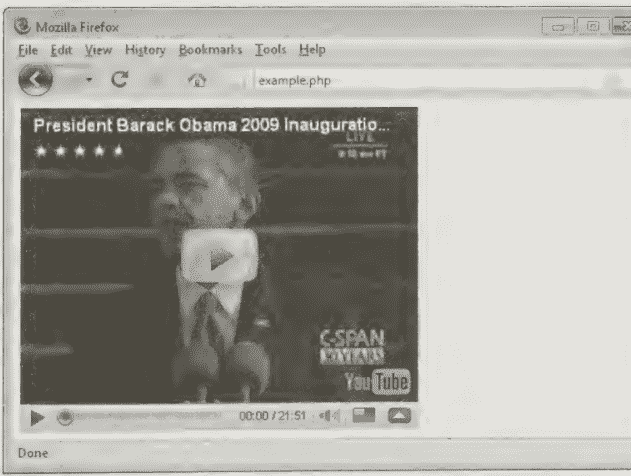 Mozilla Firefox
File Edit View History Bookmarks Tools Help
example.php
President Barack Obama 2009 Inauguratio...
LIVE
C-SPAN
YouTube
00:00 / 21:51
Done